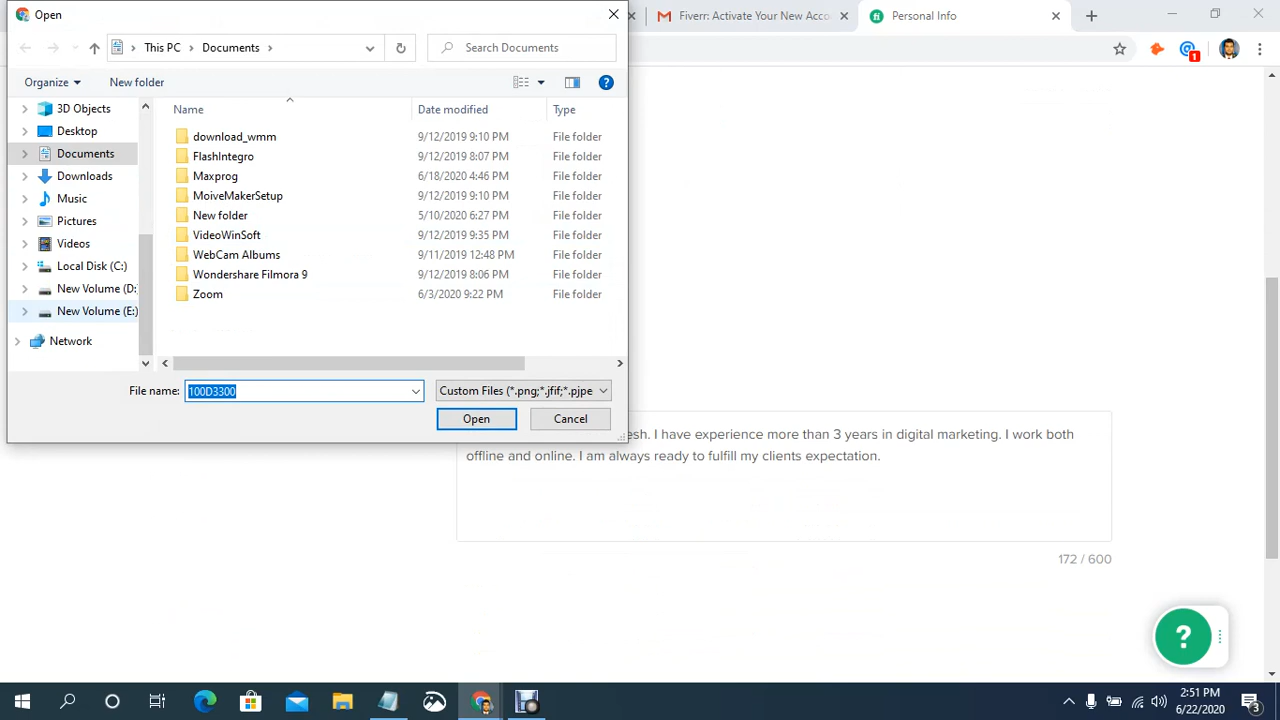 Open
Fiverr: Activate Your New Acco
Personal Info
This PC
Documents
Search Documents
1
Organize
New folder
?
Name
Date modified
Type
3D Objects
Desktop
Documents
Downloads
Music
Pictures
Videos
Local Disk (C:)
New Volume (D:
New Volume (E:)
Network
download_wmm 9/12/2019 9:10 PM File folder
FlashIntegro 9/12/2019 8:07 PM File folder
Maxprog 6/18/2020 4:46 PM File folder
MoiveMakerSetup 9/12/2019 9:10 PM File folder
New folder 5/10/2020 6:27 PM File folder
VideoWinSoft 9/12/2019 9:35 PM File folder
WebCam Albums 9/11/2019 12:48 PM File folder
Wondershare Filmora 9 9/12/2019 8:06 PM File folder
Zoom 6/3/2020 9:22 PM File folder
File name:
100D3300
Custom Files (*.png;*.jfif;*.pjpe
Open
Cancel
esh. I have experience more than 3 years in digital marketing. I work both
offline and online. I am always ready to fulfill my clients expectation.
172 / 600
?
2:51 PM
6/22/2020
3